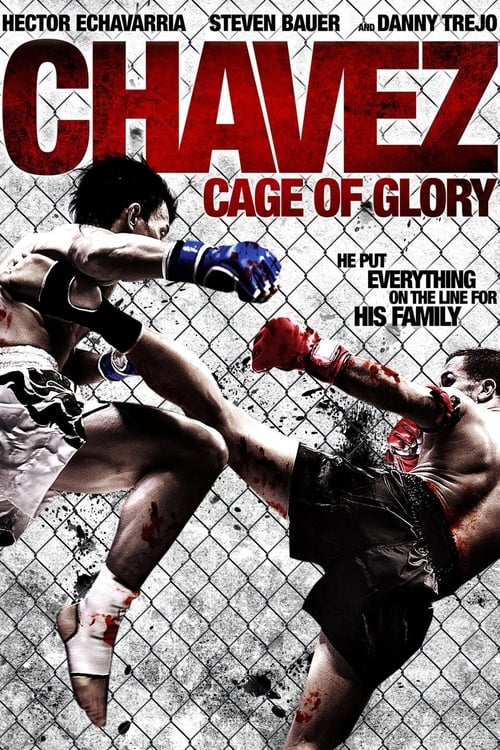 HECTOR ECHAVARRIA STEVEN BAUER AND DANNY TREJO
CHAVEZ
CAGE OF GLORY
HE PUT
EVERYTHING
ON THE LINE FOR
HIS FAMILY